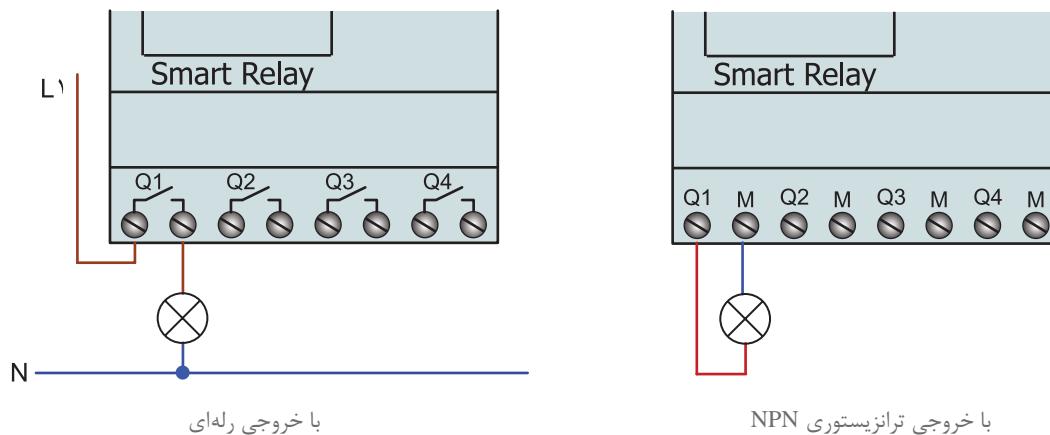 Smart Relay
L۱
Q1 Q2 Q3 Q4
N
با خروجی رله‌ای
Smart Relay
Q1 M Q2 M Q3 M Q4 M
با خروجی ترانزیستوری NPN